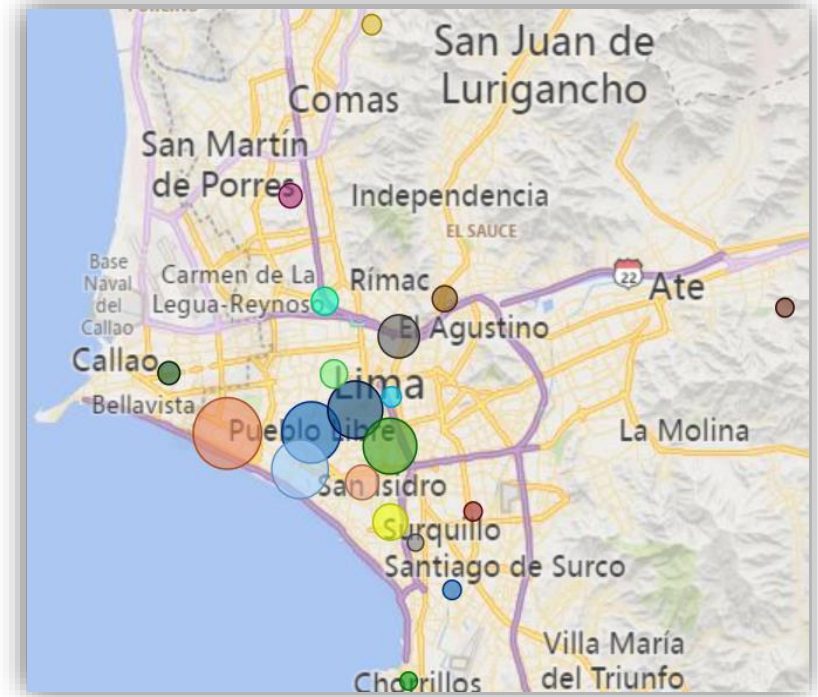 San Juan de
Lurigancho
Comas
San Martín
de Porres
Independencia
EL SAUCE
Base
Naval
del
Callao
Carmen de La
Legua-Reynoso
Rímac
22
Ate
El Agustino
Callao
Lima
Bellavista
Pueblo Libre
La Molina
San Isidro
Surquillo
Santiago de Surco
Villa María
del Triunfo
Chorrillos